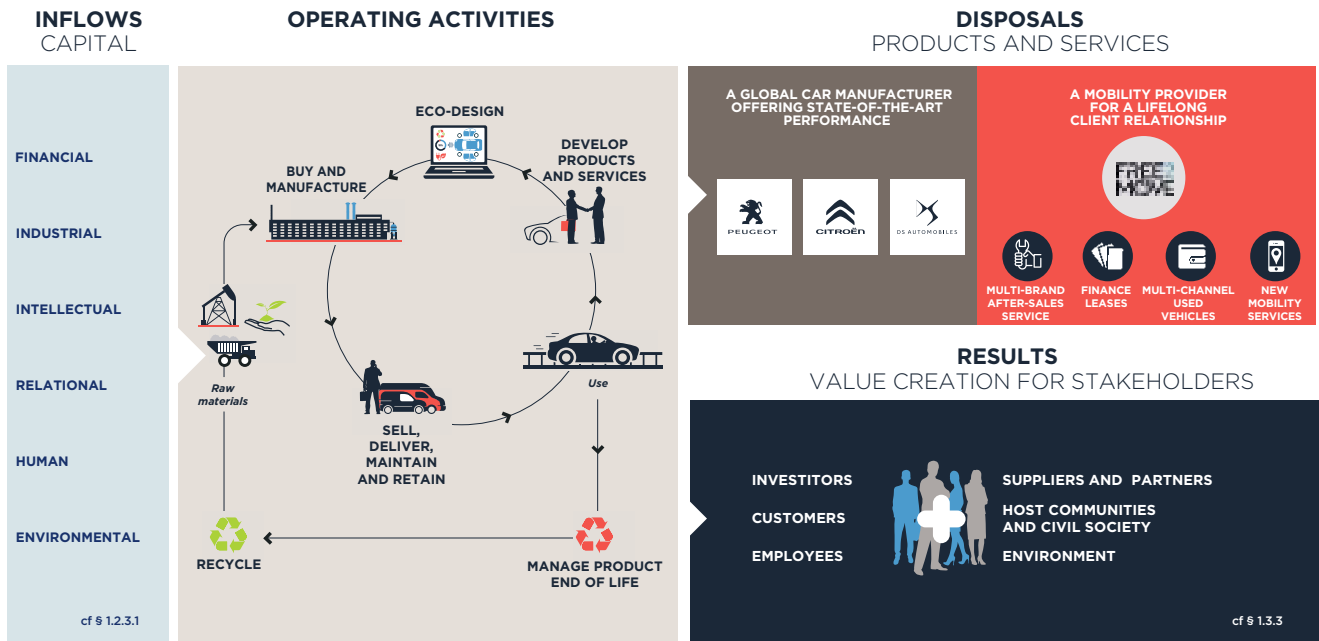 INFLOWS
CAPITAL
FINANCIAL
INDUSTRIAL
INTELLECTUAL
RELATIONAL
HUMAN
ENVIRONMENTAL
cf § 1.2.3.1
OPERATING ACTIVITIES
ECO-DESIGN
DEVELOP
PRODUCTS
AND SERVICES
BUY AND
MANUFACTURE
Raw
materials
Use
SELL,
DELIVER,
MAINTAIN
AND RETAIN
RECYCLE
MANAGE PRODUCT
END OF LIFE
DISPOSALS
PRODUCTS AND SERVICES
A GLOBAL CAR MANUFACTURER
OFFERING STATE-OF-THE-ART
PERFORMANCE
PEUGEOT
CITROËN
DS AUTOMOBILES
A MOBILITY PROVIDER
FOR A LIFELONG
CLIENT RELATIONSHIP
FREE2
MOVE
MULTI-BRAND
AFTER-SALES
SERVICE
FINANCE
LEASES
MULTI-CHANNEL
USED
VEHICLES
NEW
MOBILITY
SERVICES
RESULTS
VALUE CREATION FOR STAKEHOLDERS
INVESTITORS
CUSTOMERS
EMPLOYEES
SUPPLIERS AND PARTNERS
HOST COMMUNITIES
AND CIVIL SOCIETY
ENVIRONMENT
cf § 1.3.3